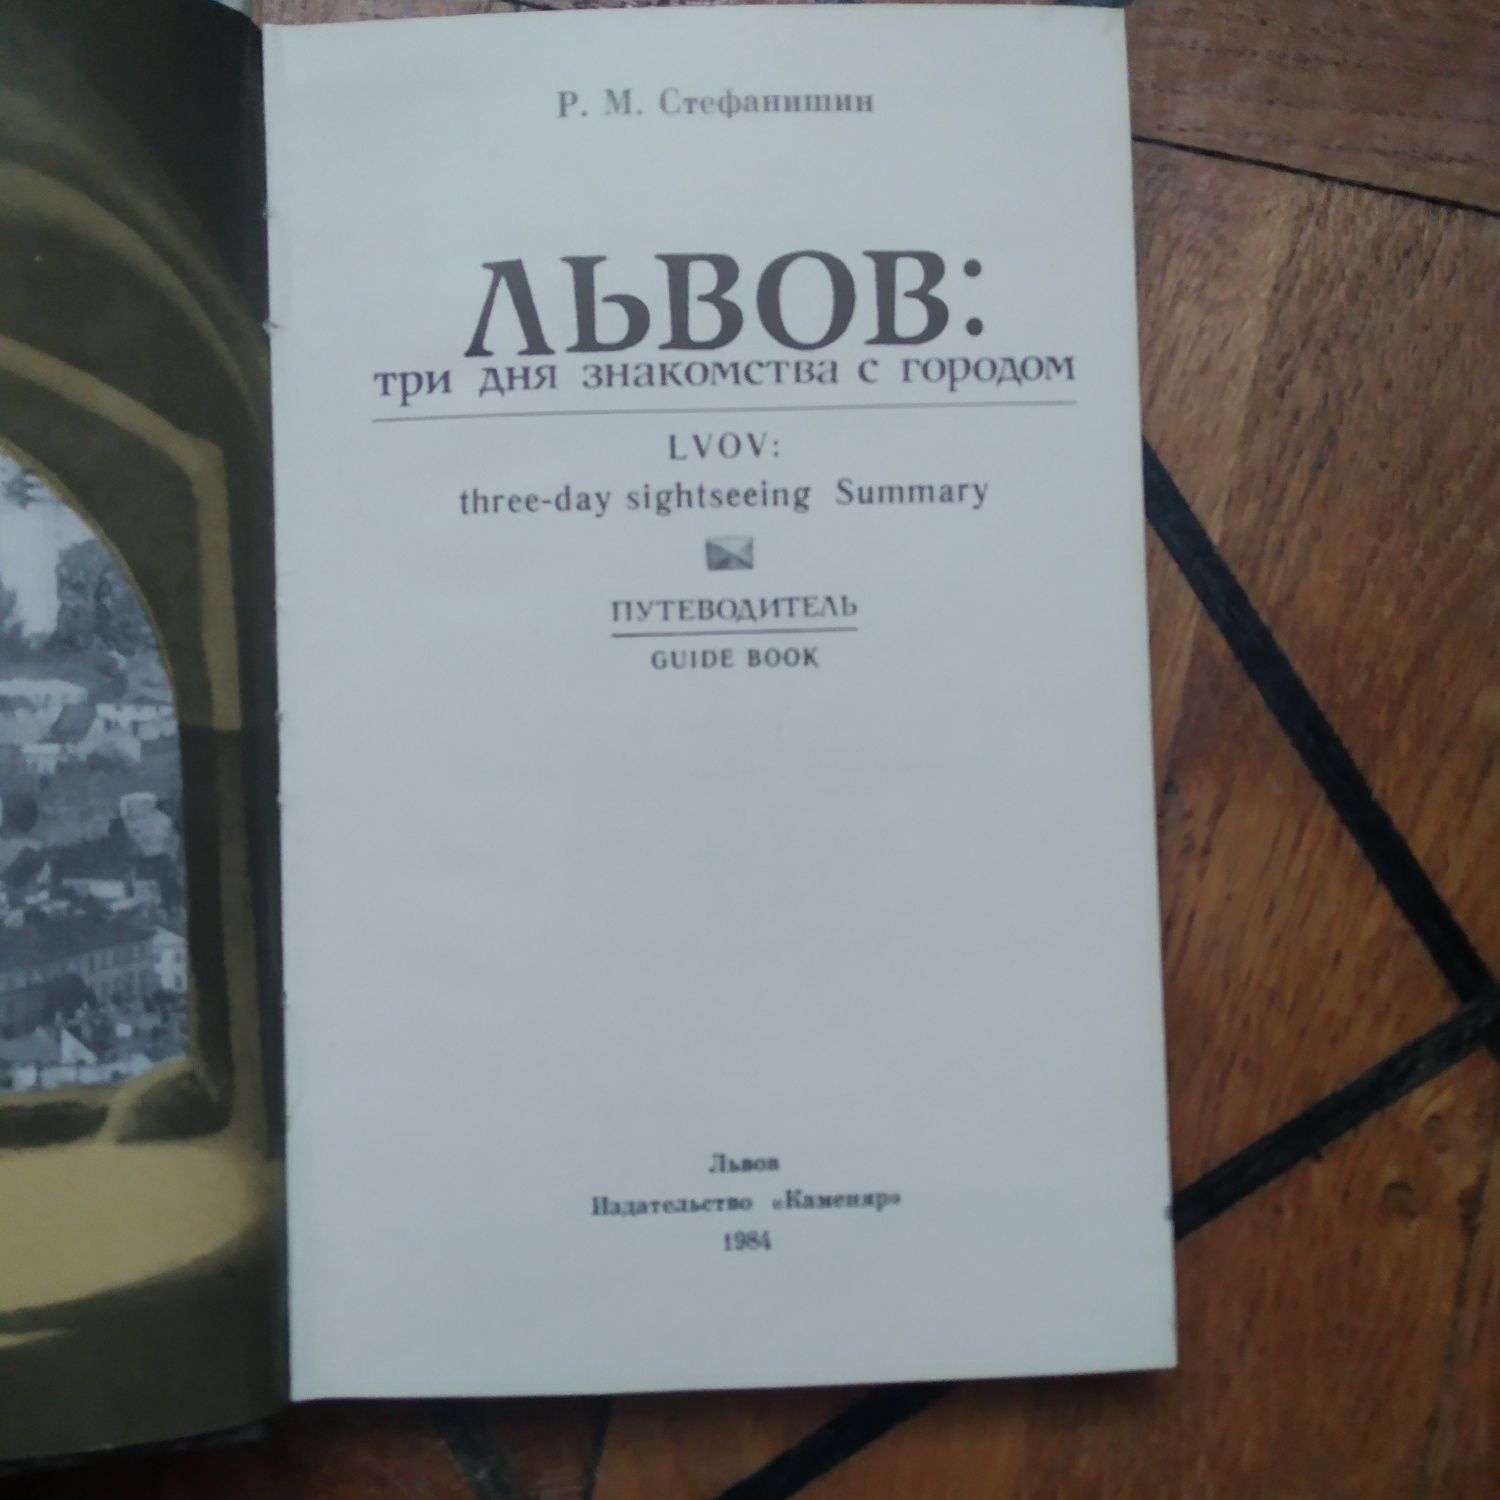 Р. М. Стефанишин
ЛЬВОВ:
три дня знакомства с городом
LVOV:
three-day sightseeing Summary
ПУТЕВОДИТЕЛЬ
GUIDE BOOK
Львов
Издательство «Каменяр»
1984